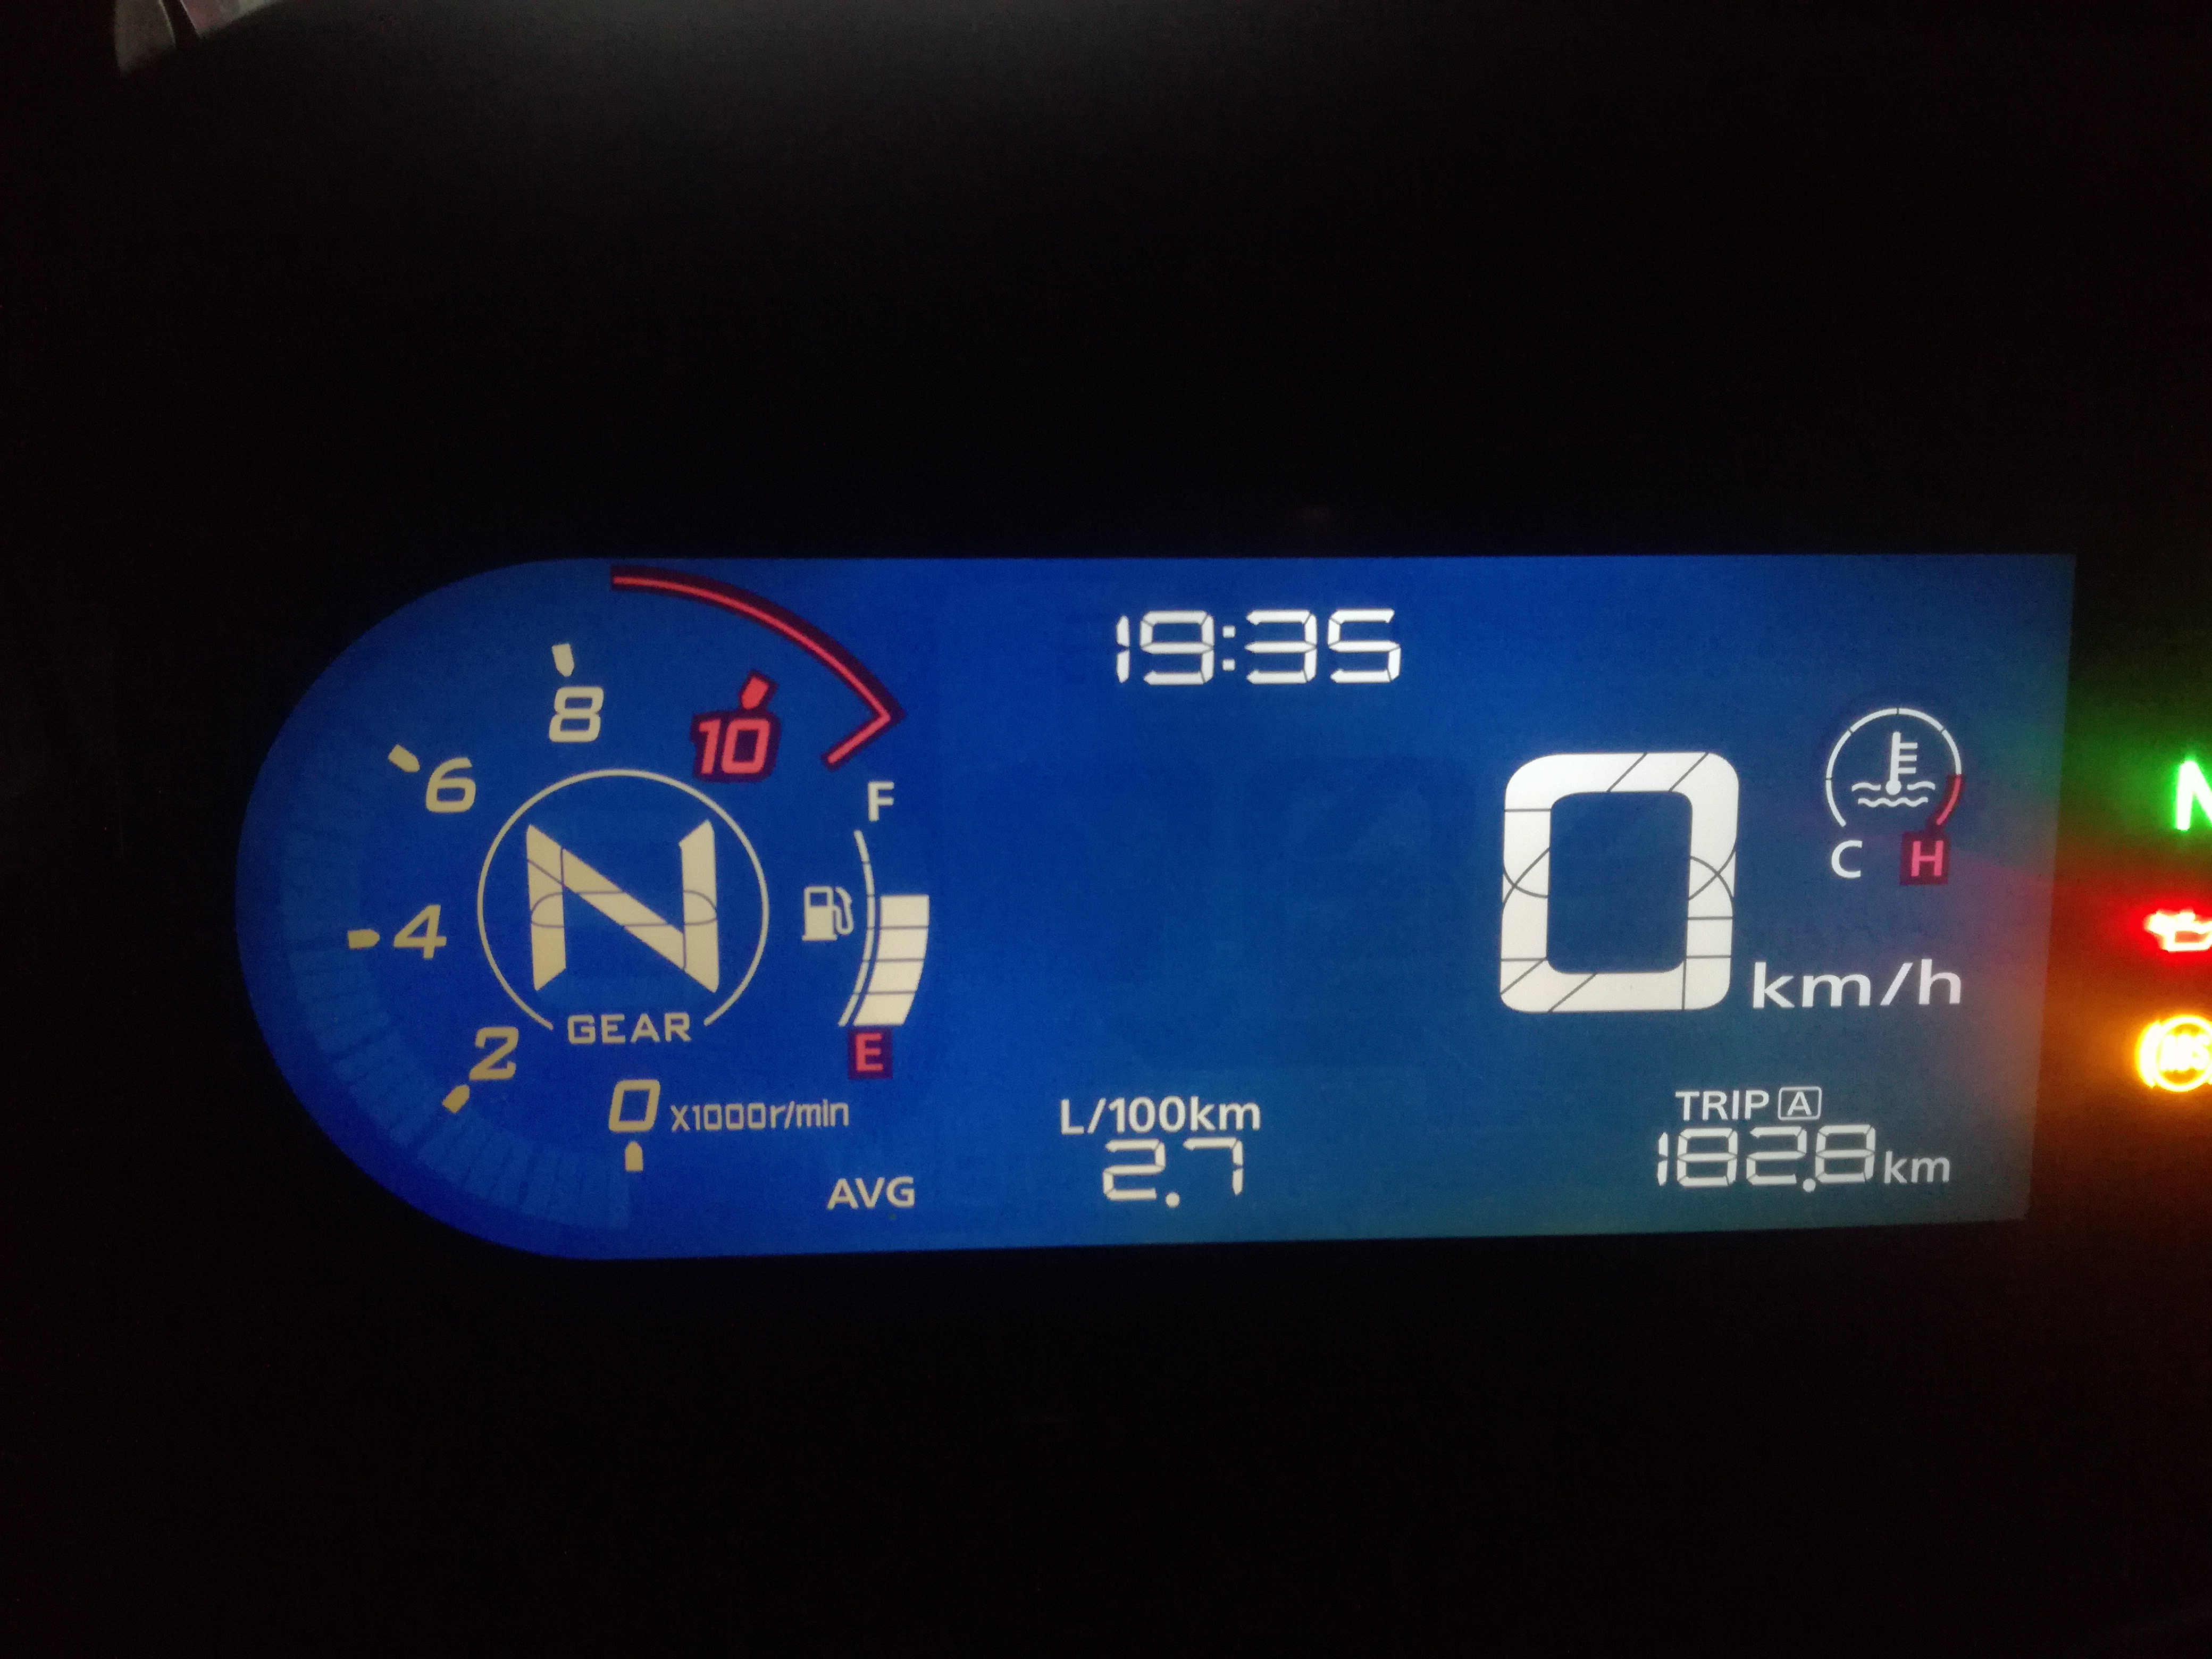 19:35
8
10
6
F
N
4
0
km/h
C
H
N
GEAR
2
E
0 X1000r/min
L/100km
2.7
AVG
TRIP A
182.8 km